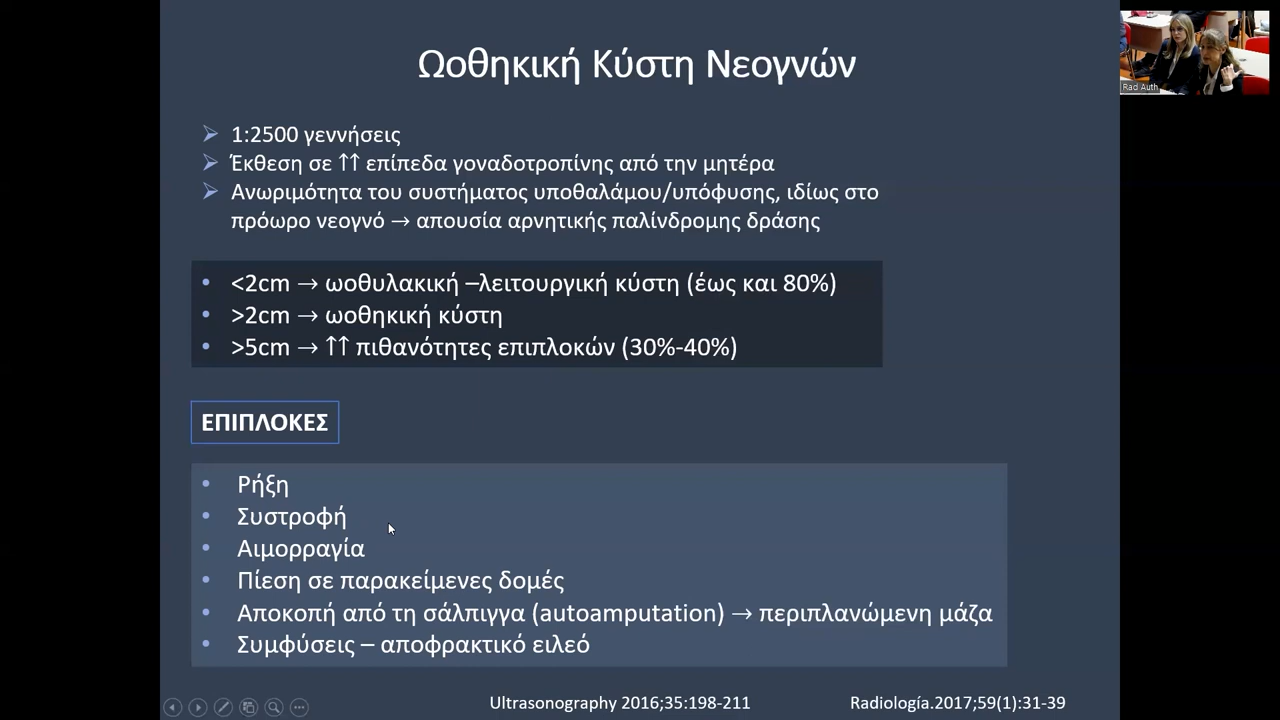 Ωοθηκική Κύστη Νεογνών
Rad Auth
➢ 1:2500 γεννήσεις
➢ Έκθεση σε ↑↑ επίπεδα γοναδοτροπίνης από την μητέρα
➢ Ανωριμότητα του συστήματος υποθαλάμου/υπόφυσης, ιδίως στο
πρόωρο νεογνό → απουσία αρνητικής παλίνδρομης δράσης
• <2cm → ωοθυλακική –λειτουργική κύστη (έως και 80%)
• >2cm → ωοθηκική κύστη
• >5cm → ↑↑ πιθανότητες επιπλοκών (30%-40%)
ΕΠΙΠΛΟΚΕΣ
• Ρήξη
• Συστροφή
• Αιμορραγία
• Πίεση σε παρακείμενες δομές
• Αποκοπή από τη σάλπιγγα (autoamputation) → περιπλανώμενη μάζα
• Συμφύσεις – αποφρακτικό ειλεό
Ultrasonography 2016;35:198-211
Radiología.2017;59(1):31-39